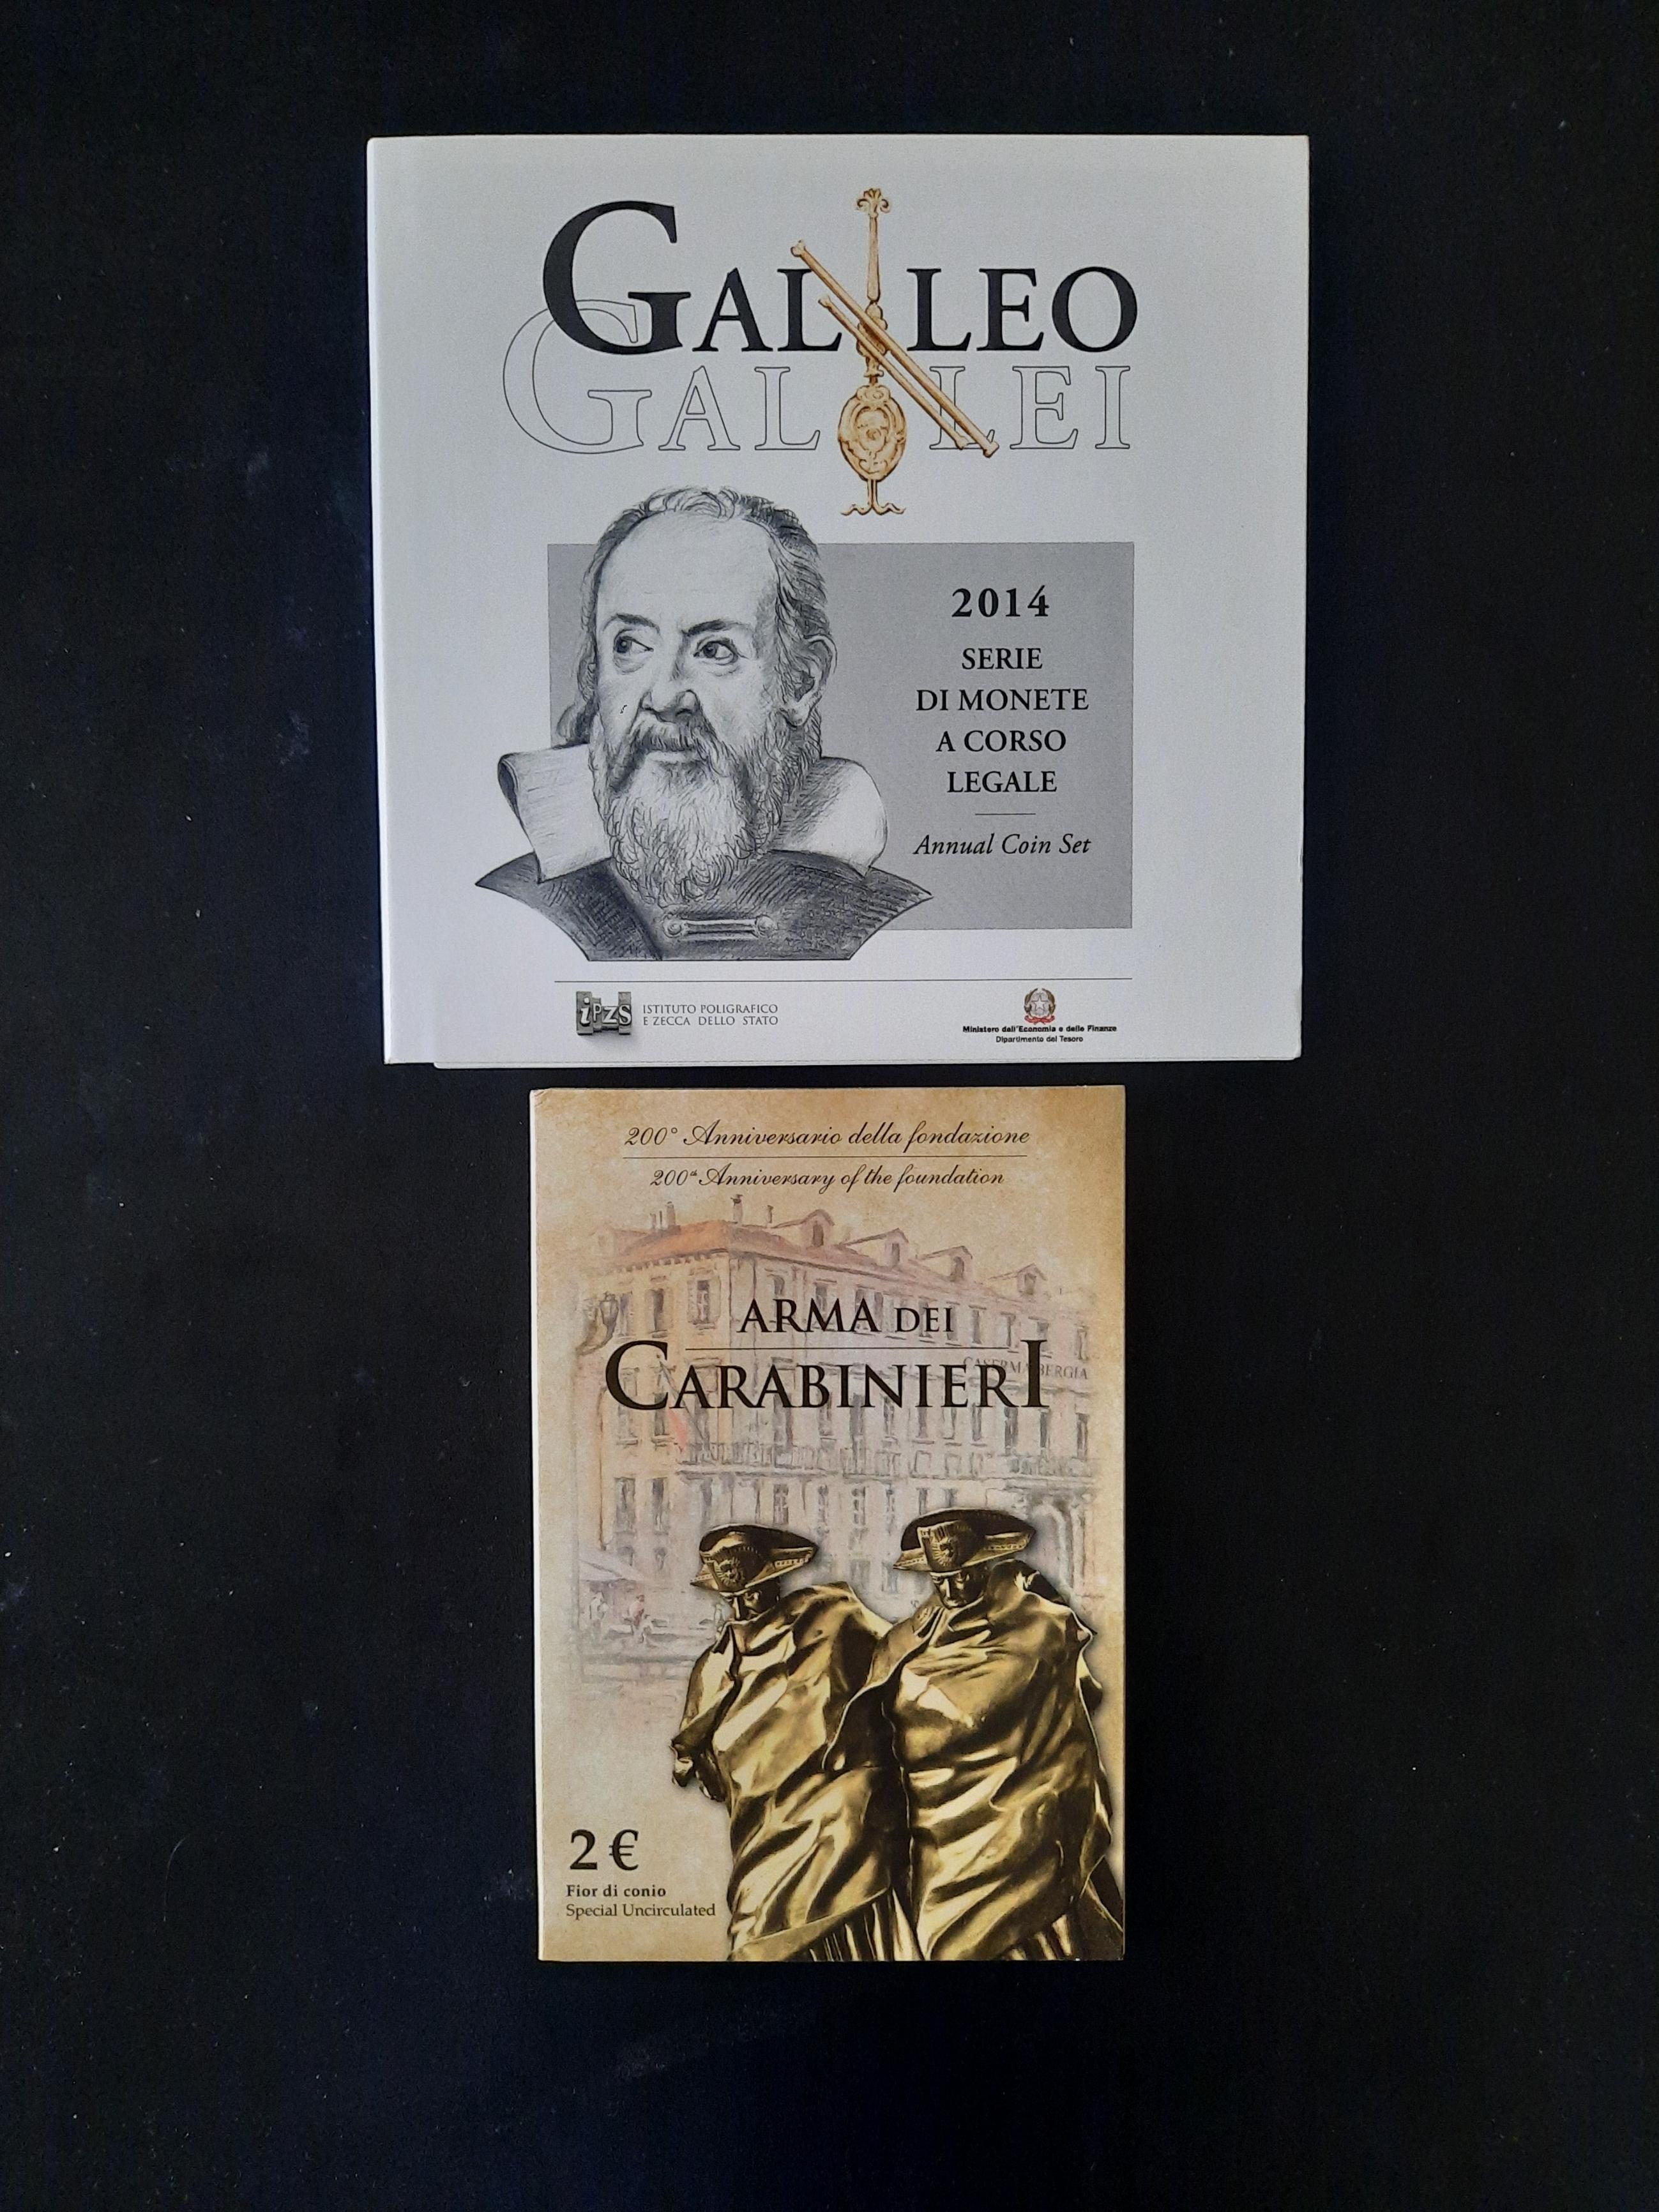 GALILEO
GALILEI
2014
SERIE
DI MONETE
A CORSO
LEGALE
Annual Coin Set
iPZS
ISTITUTO POLIGRAFICO
E ZECCA DELLO STATO
Ministero dell'Economia e delle Finanze
Dipartimento del Tesoro
200° Anniversario della fondazione
200th Anniversary of the foundation
ARMA DEI
CARABINIERI
CASERMA BERGIA
2 €
Fior di conio
Special Uncirculated